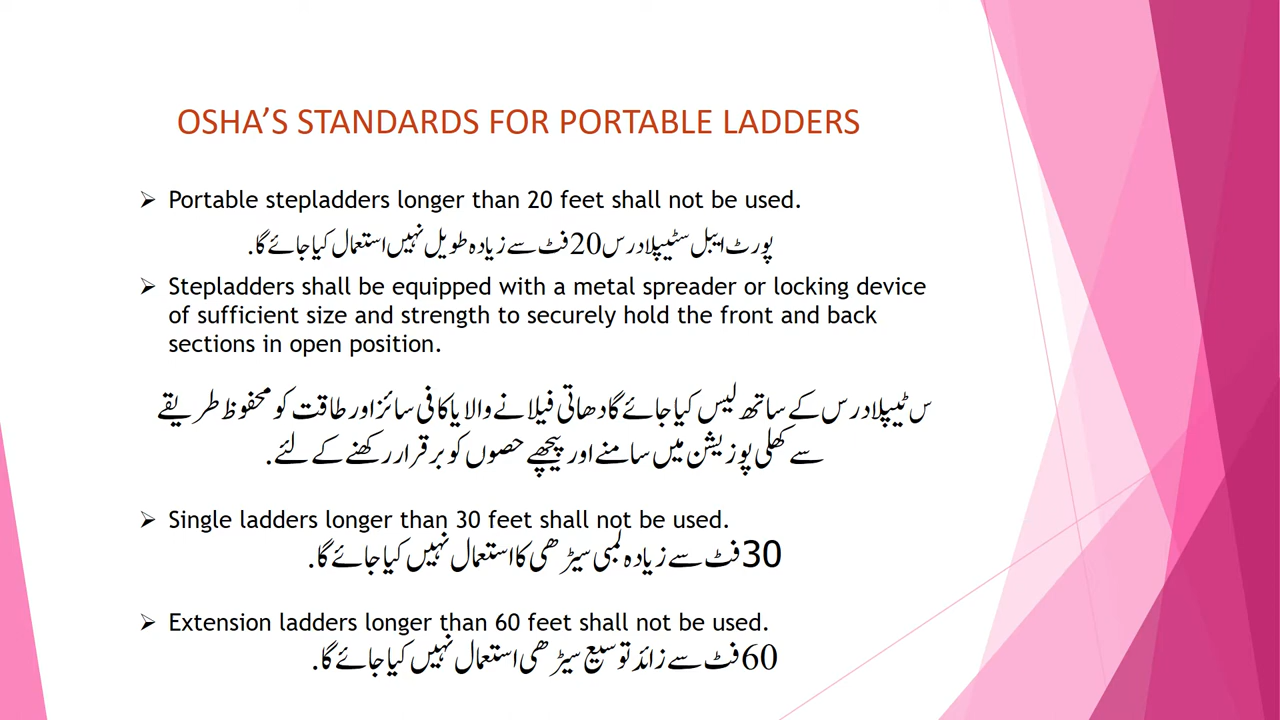 OSHA’S STANDARDS FOR PORTABLE LADDERS
➢ Portable stepladders longer than 20 feet shall not be used.
پورٹ ایبل سٹیپلادرس 20 فٹ سے زیادہ طویل نہیں استعمال کیا جائے گا.
➢ Stepladders shall be equipped with a metal spreader or locking device
of sufficient size and strength to securely hold the front and back
sections in open position.
س ٹیپلادرس کے ساتھ لیس کیا جائے گا دھاتی فیلانے والا یا کافی سائز اور طاقت کو محفوظ طریقے
سے کھلی پوزیشن میں سامنے اور پیچھے حصوں کو برقرار رکھنے کے لئے.
➢ Single ladders longer than 30 feet shall not be used.
30 فٹ سے زیادہ لمبی سیڑھی کا استعمال نہیں کیا جائے گا.
➢ Extension ladders longer than 60 feet shall not be used.
60 فٹ سے زائد توسیع سیڑھی استعمال نہیں کیا جائے گا.